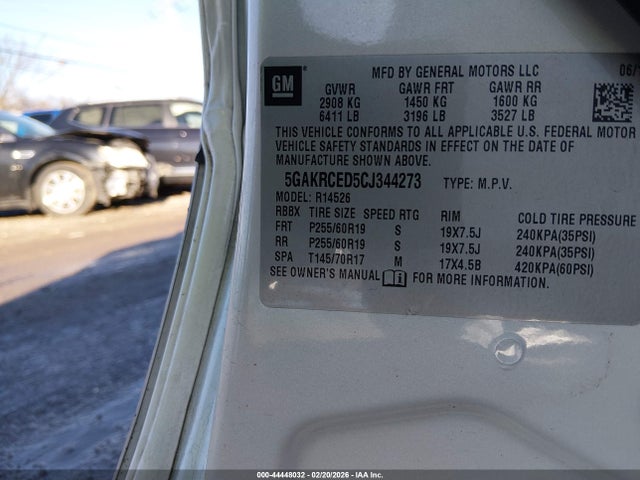 GM
MFD BY GENERAL MOTORS LLC
GVWR GAWR FRT GAWR RR
2908 KG 1450 KG 1600 KG
6411 LB 3196 LB 3527 LB
THIS VEHICLE CONFORMS TO ALL APPLICABLE U.S. FEDERAL MOTOR
VEHICLE SAFETY STANDARDS IN EFFECT ON THE DATE OF
MANUFACTURE SHOWN ABOVE.
5GAKRCED5CJ344273 TYPE: M.P.V.
MODEL: R14526
RBBX TIRE SIZE SPEED RTG RIM COLD TIRE PRESSURE
FRT P255/60R19 S 19X7.5J 240KPA(35PSI)
RR P255/60R19 S 19X7.5J 240KPA(35PSI)
SPA T145/70R17 M 17X4.5B 420KPA(60PSI)
SEE OWNER'S MANUAL FOR MORE INFORMATION.
000-44448032 - 02/20/2026 - IAA Inc.